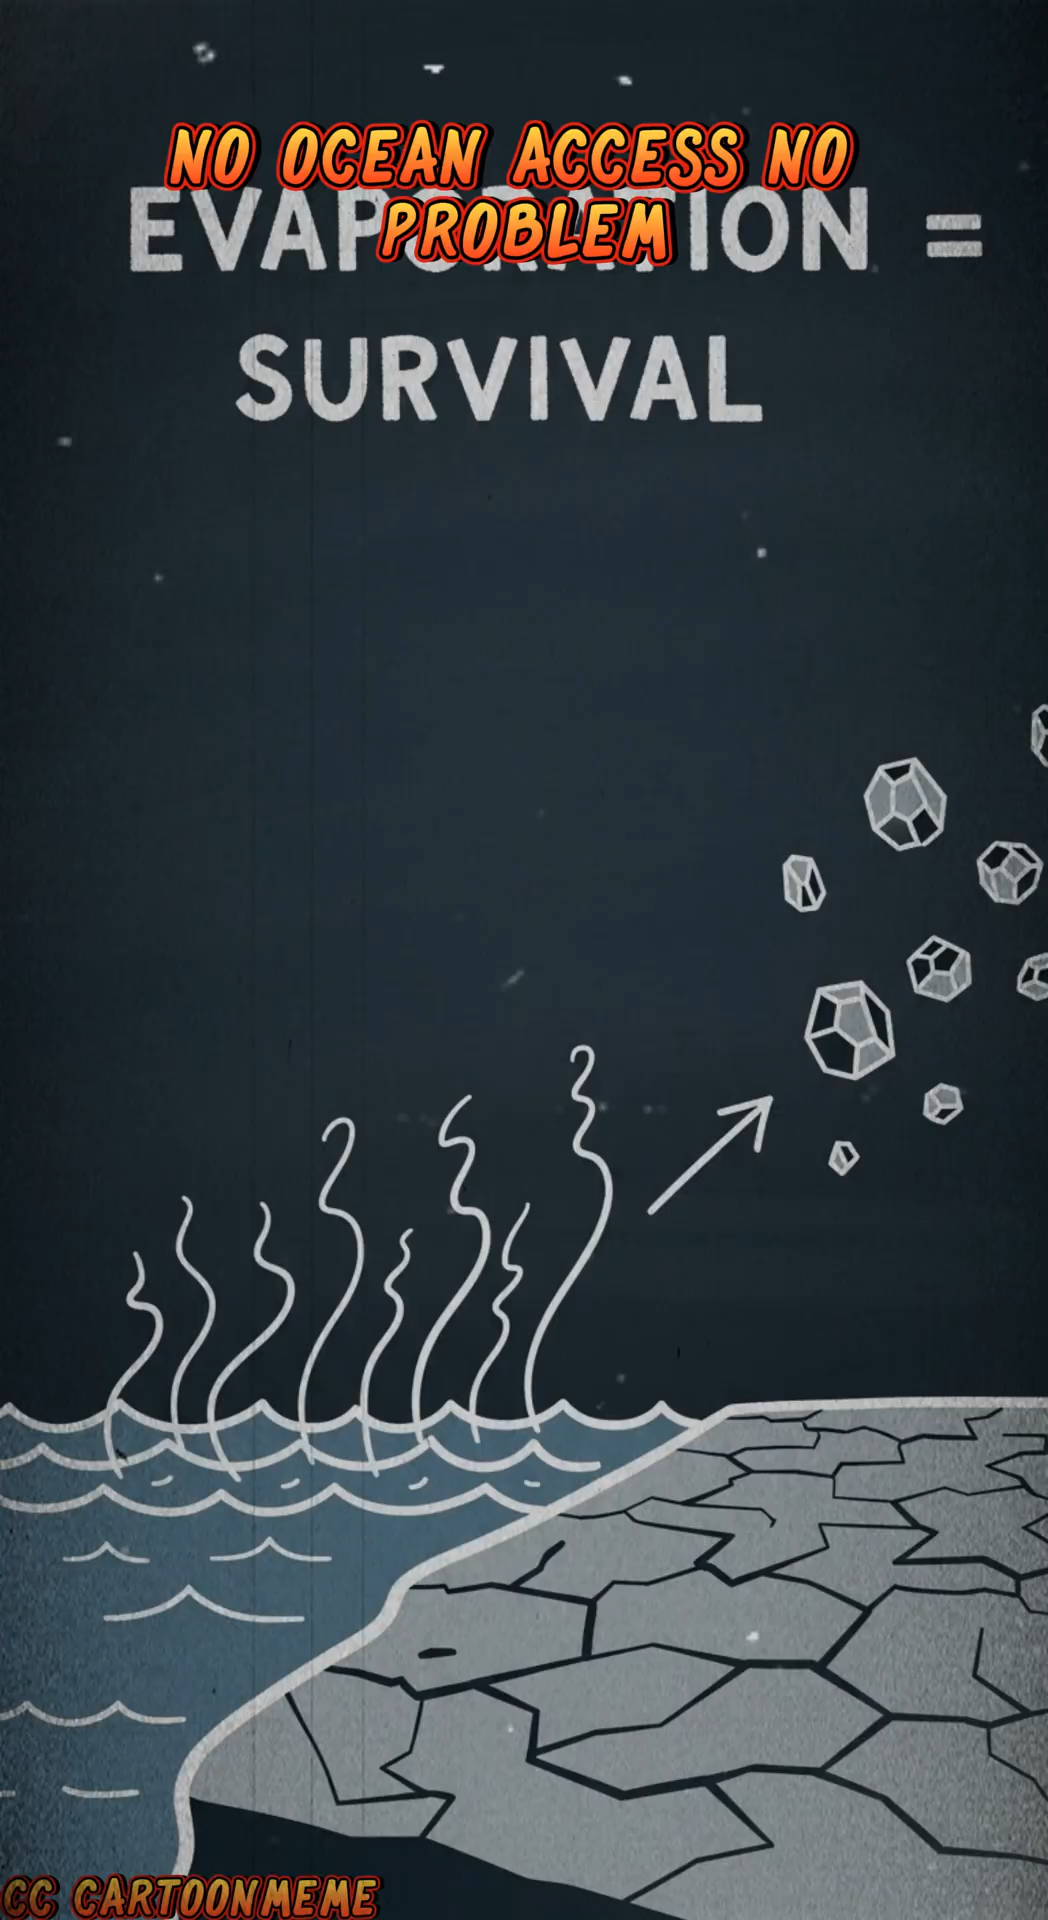 NO OCEAN ACCESS NO
PROBLEM
EVAPORATION =
SURVIVAL
CC CARTOONMEME